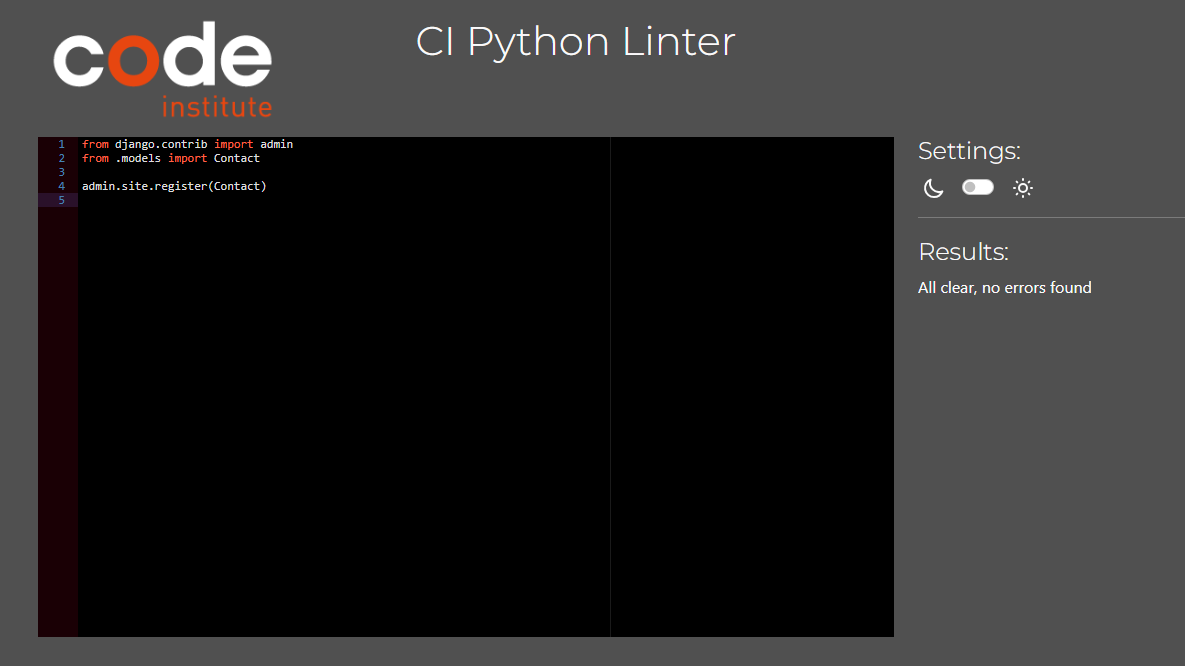 code
institute
CI Python Linter
1 from django.contrib import admin
2 from .models import Contact
3
4 admin.site.register(Contact)
5
Settings:
Results:
All clear, no errors found